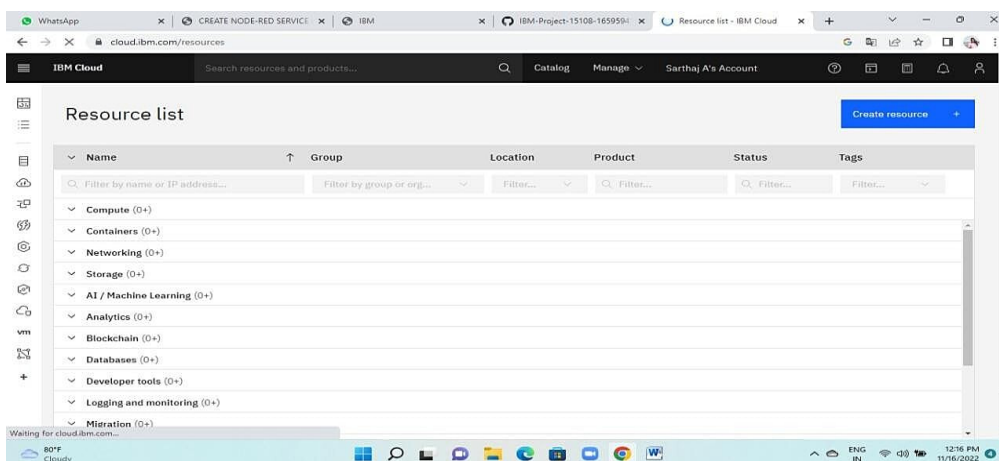 WhatsApp CREATE NODE-RED SERVICE IBM IBM-Project-15108-1659594 Resource list - IBM Cloud
cloud.ibm.com/resources
IBM Cloud Search resources and products... Catalog Manage Sarthaj A's Account
Resource list
Create resource +
Name Group Location Product Status Tags
Filter by name or IP address... Filter by group or org... Filter... Filter... Filter... Filter...
Compute (0+)
Containers (0+)
Networking (0+)
Storage (0+)
AI / Machine Learning (0+)
Analytics (0+)
Blockchain (0+)
vm
Databases (0+)
Developer tools (0+)
Logging and monitoring (0+)
Migration (0+)
Waiting for cloud.ibm.com...
80°F
Cloudy
ENG
IN
12:16 PM
11/16/2022